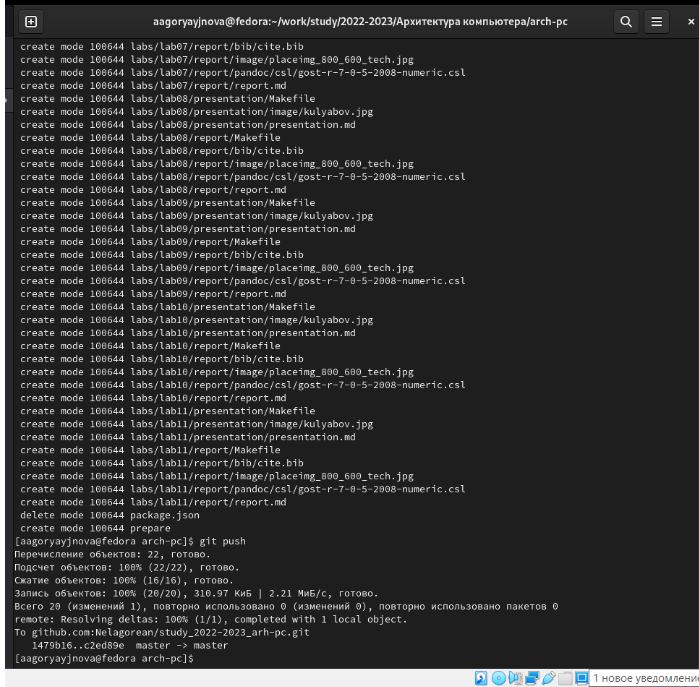 aagoryayjnova@fedora:~/work/study/2022-2023/Архитектура компьютера/arch-pc
create mode 100644 labs/lab07/report/bib/cite.bib
create mode 100644 labs/lab07/report/image/placeimg_800_600_tech.jpg
create mode 100644 labs/lab07/report/pandoc/csl/gost-r-7-0-5-2008-numeric.csl
create mode 100644 labs/lab07/report/report.md
create mode 100644 labs/lab08/presentation/Makefile
create mode 100644 labs/lab08/presentation/image/kulyabov.jpg
create mode 100644 labs/lab08/presentation/presentation.md
create mode 100644 labs/lab08/report/Makefile
create mode 100644 labs/lab08/report/bib/cite.bib
create mode 100644 labs/lab08/report/image/placeimg_800_600_tech.jpg
create mode 100644 labs/lab08/report/pandoc/csl/gost-r-7-0-5-2008-numeric.csl
create mode 100644 labs/lab08/report/report.md
create mode 100644 labs/lab09/presentation/Makefile
create mode 100644 labs/lab09/presentation/image/kulyabov.jpg
create mode 100644 labs/lab09/presentation/presentation.md
create mode 100644 labs/lab09/report/Makefile
create mode 100644 labs/lab09/report/bib/cite.bib
create mode 100644 labs/lab09/report/image/placeimg_800_600_tech.jpg
create mode 100644 labs/lab09/report/pandoc/csl/gost-r-7-0-5-2008-numeric.csl
create mode 100644 labs/lab09/report/report.md
create mode 100644 labs/lab10/presentation/Makefile
create mode 100644 labs/lab10/presentation/image/kulyabov.jpg
create mode 100644 labs/lab10/presentation/presentation.md
create mode 100644 labs/lab10/report/Makefile
create mode 100644 labs/lab10/report/bib/cite.bib
create mode 100644 labs/lab10/report/image/placeimg_800_600_tech.jpg
create mode 100644 labs/lab10/report/pandoc/csl/gost-r-7-0-5-2008-numeric.csl
create mode 100644 labs/lab10/report/report.md
create mode 100644 labs/lab11/presentation/Makefile
create mode 100644 labs/lab11/presentation/image/kulyabov.jpg
create mode 100644 labs/lab11/presentation/presentation.md
create mode 100644 labs/lab11/report/Makefile
create mode 100644 labs/lab11/report/bib/cite.bib
create mode 100644 labs/lab11/report/image/placeimg_800_600_tech.jpg
create mode 100644 labs/lab11/report/pandoc/csl/gost-r-7-0-5-2008-numeric.csl
create mode 100644 labs/lab11/report/report.md
delete mode 100644 package.json
create mode 100644 prepare
[aagoryayjnova@fedora arch-pc]$ git push
Перечисление объектов: 22, готово.
Подсчет объектов: 100% (22/22), готово.
Сжатие объектов: 100% (16/16), готово.
Запись объектов: 100% (20/20), 310.97 КиБ | 2.21 МиБ/с, готово.
Всего 20 (изменений 1), повторно использовано 0 (изменений 0), повторно использовано пакетов 0
remote: Resolving deltas: 100% (1/1), completed with 1 local object.
To github.com:Nelagorean/study_2022-2023_arh-pc.git
1479b16..c2ed89e  master -> master
[aagoryayjnova@fedora arch-pc]$
1 новое уведомлени